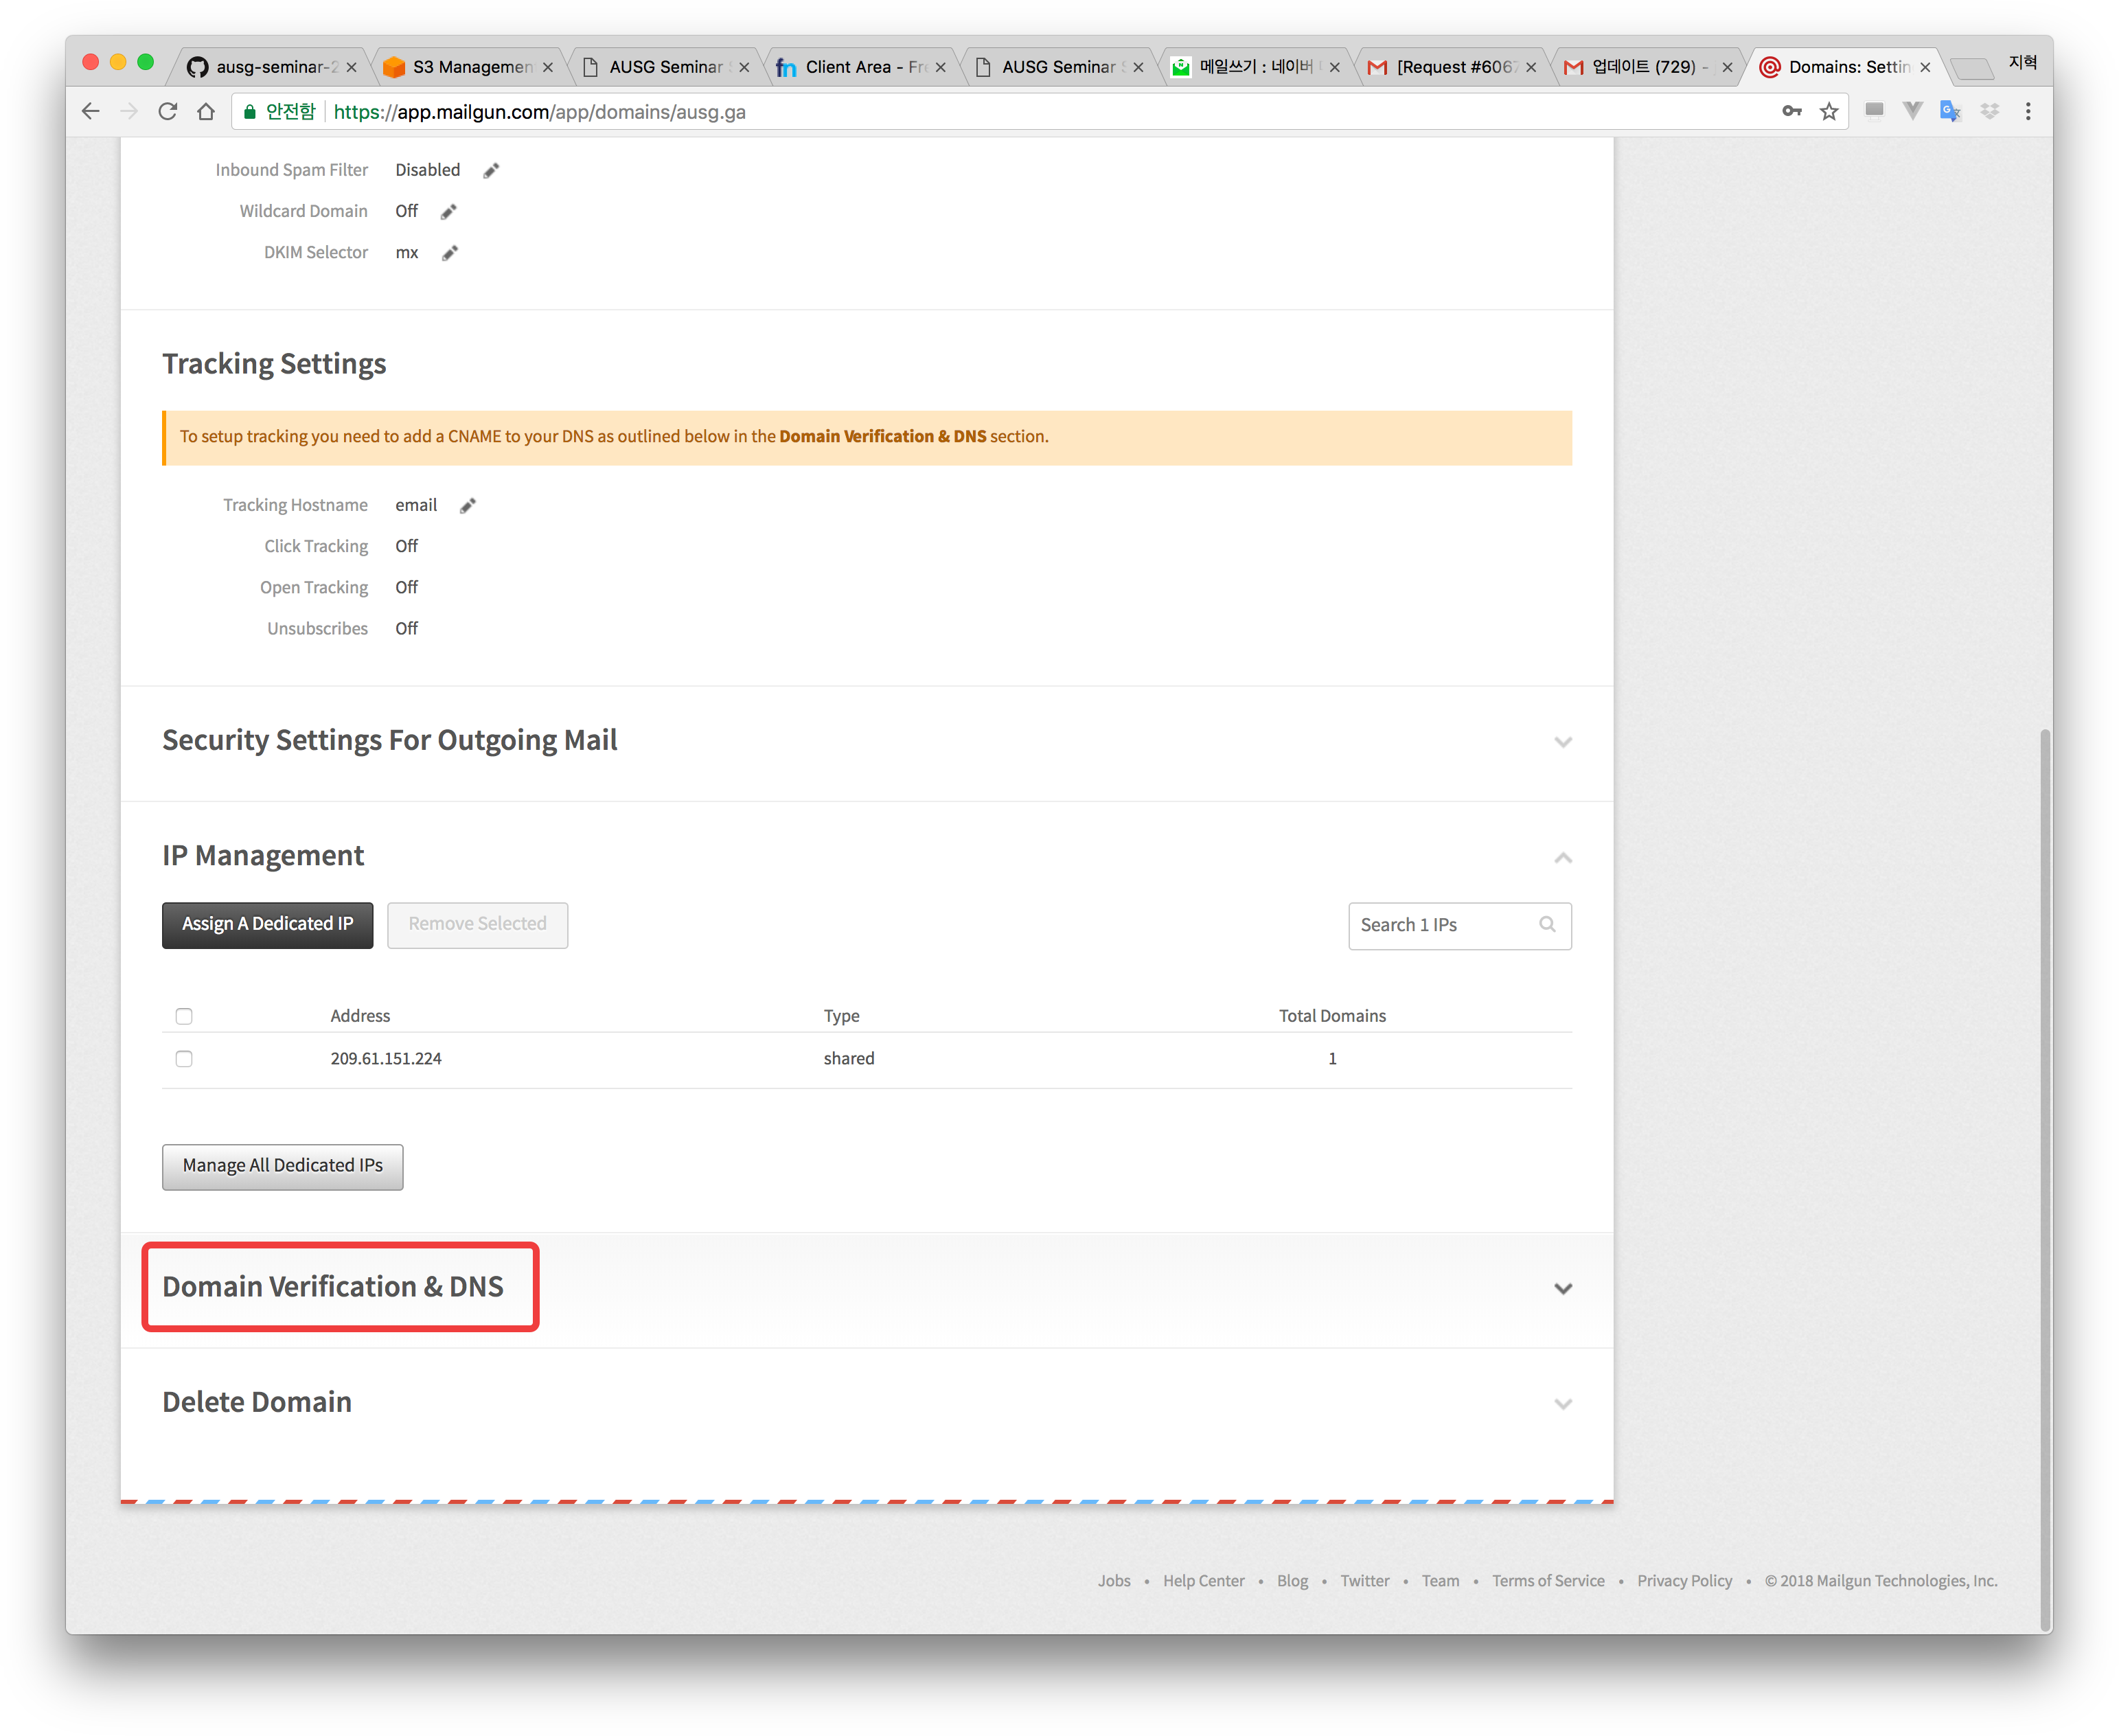 ausg-seminar-2
S3 Managemen
AUSG Seminar S
Client Area - Fre
AUSG Seminar S
메일쓰기 : 네이버
[Request #6067
업데이트 (729) -
Domains: Settin
지혁
안전함 https://app.mailgun.com/app/domains/ausg.ga
Inbound Spam Filter Disabled
Wildcard Domain Off
DKIM Selector mx
Tracking Settings
To setup tracking you need to add a CNAME to your DNS as outlined below in the Domain Verification & DNS section.
Tracking Hostname email
Click Tracking Off
Open Tracking Off
Unsubscribes Off
Security Settings For Outgoing Mail
IP Management
Assign A Dedicated IP Remove Selected Search 1 IPs
Address Type Total Domains
209.61.151.224 shared 1
Manage All Dedicated IPs
Domain Verification & DNS
Delete Domain
Jobs • Help Center • Blog • Twitter • Team • Terms of Service • Privacy Policy • © 2018 Mailgun Technologies, Inc.